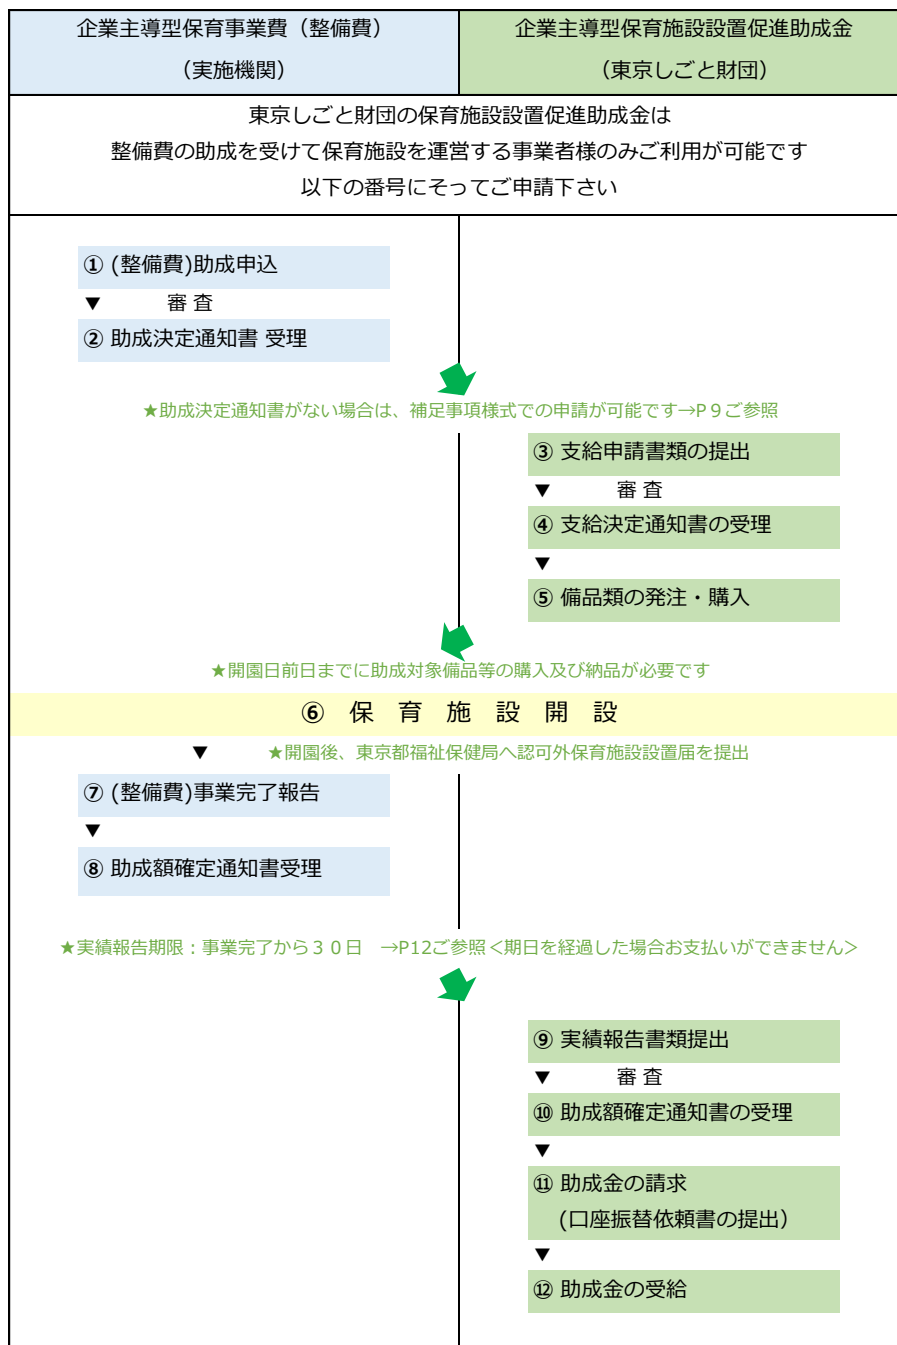 企業主導型保育事業費（整備費）
（実施機関）
企業主導型保育施設設置促進助成金
（東京しごと財団）
東京しごと財団の保育施設設置促進助成金は
整備費の助成を受けて保育施設を運営する事業者様のみご利用が可能です
以下の番号にそってご申請下さい
① (整備費)助成申込
▼ 審 査
② 助成決定通知書 受理
★助成決定通知書がない場合は、補足事項様式での申請が可能です→P９ご参照
③ 支給申請書類の提出
▼ 審 査
④ 支給決定通知書の受理
▼
⑤ 備品類の発注・購入
★開園日前日までに助成対象備品等の購入及び納品が必要です
⑥ 保 育 施 設 開 設
▼ ★開園後、東京都福祉保健局へ認可外保育施設設置届を提出
⑦ (整備費)事業完了報告
▼
⑧ 助成額確定通知書受理
★実績報告期限：事業完了から３０日 →P12ご参照＜期日を経過した場合お支払いができません＞
⑨ 実績報告書類提出
▼ 審 査
⑩ 助成額確定通知書の受理
▼
⑪ 助成金の請求
(口座振替依頼書の提出）
▼
⑫ 助成金の受給